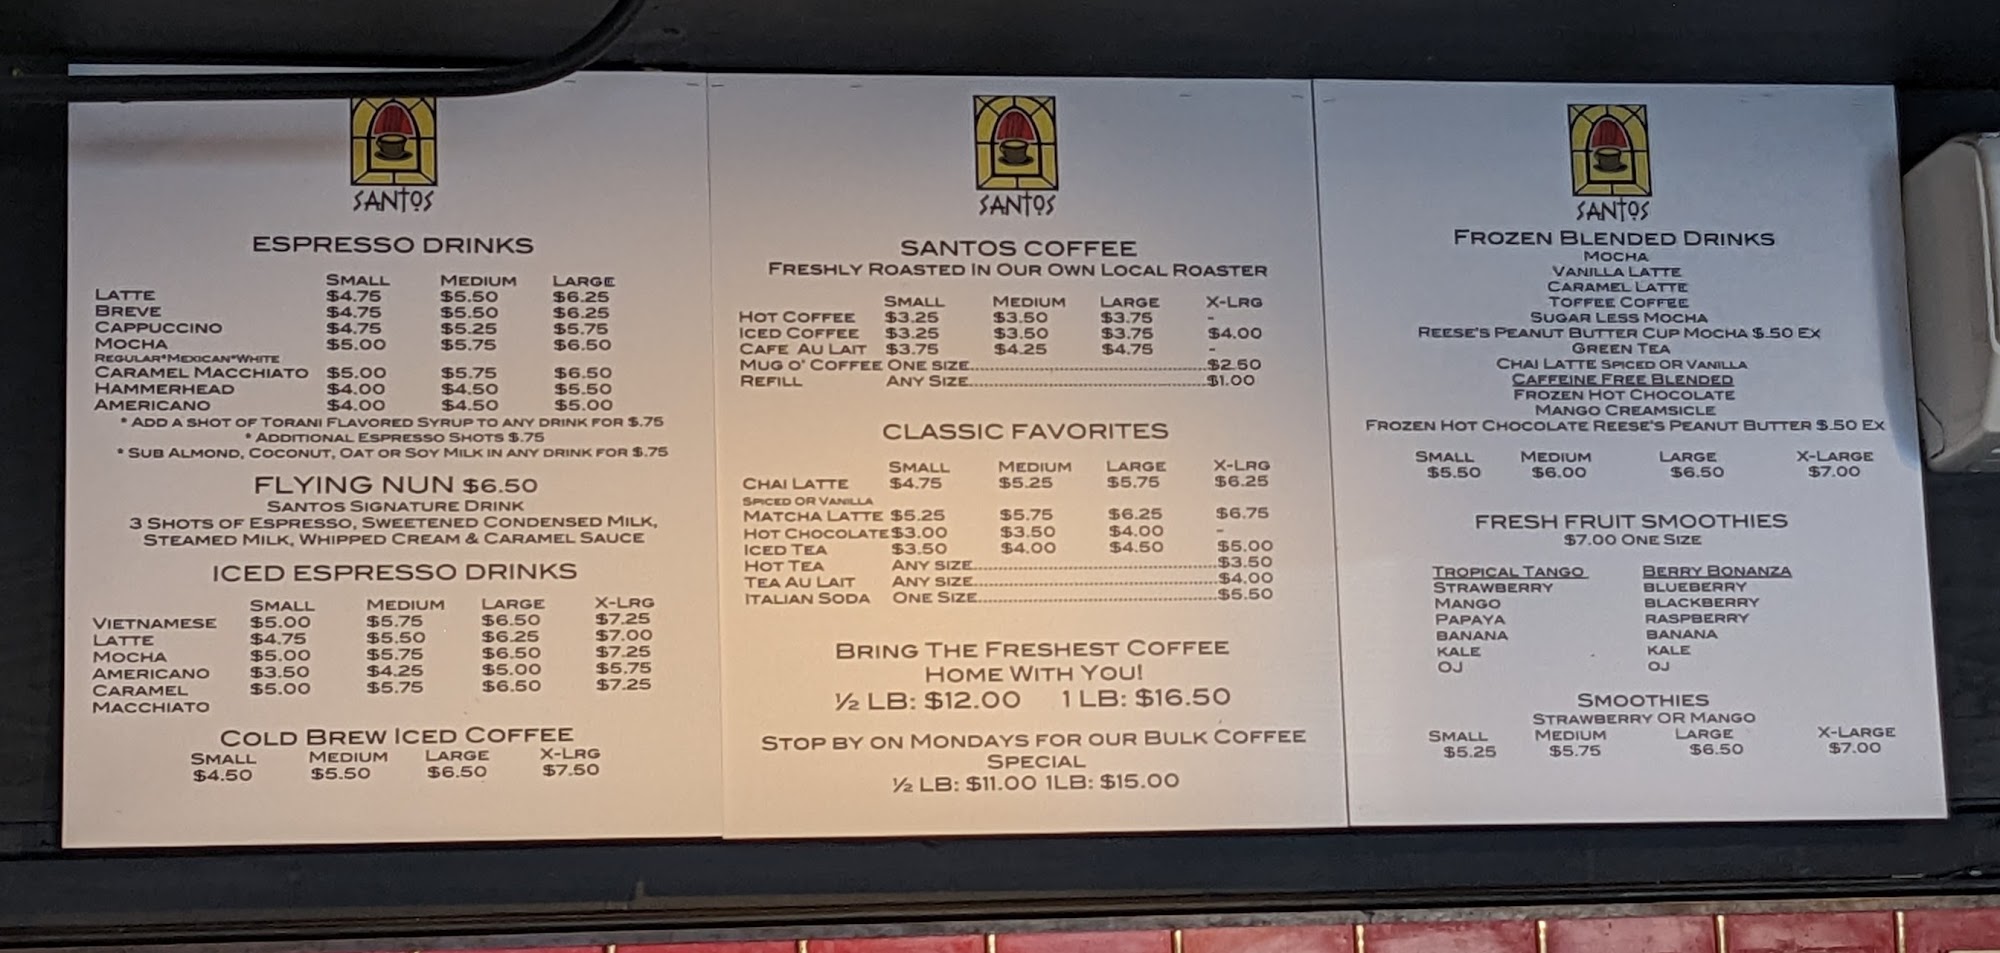 SANTOS
ESPRESSO DRINKS
SMALL MEDIUM LARGE
LATTE $4.75 $5.50 $6.25
BREVE $4.75 $5.50 $6.25
CAPPUCCINO $4.75 $5.25 $5.75
MOCHA $5.00 $5.75 $6.50
REGULAR*MEXICAN*WHITE
CARAMEL MACCHIATO $5.00 $5.75 $6.50
HAMMERHEAD $4.00 $4.50 $5.50
AMERICANO $4.00 $4.50 $5.00
* ADD A SHOT OF TORANI FLAVORED SYRUP TO ANY DRINK FOR $.75
* ADDITIONAL ESPRESSO SHOTS $.75
* SUB ALMOND, COCONUT, OAT OR SOY MILK IN ANY DRINK FOR $.75
FLYING NUN $6.50
SANTOS SIGNATURE DRINK
3 SHOTS OF ESPRESSO, SWEETENED CONDENSED MILK,
STEAMED MILK, WHIPPED CREAM & CARAMEL SAUCE
ICED ESPRESSO DRINKS
SMALL MEDIUM LARGE X-LRG
VIETNAMESE $5.00 $5.75 $6.50 $7.25
LATTE $4.75 $5.50 $6.25 $7.00
MOCHA $5.00 $5.75 $6.50 $7.25
AMERICANO $3.50 $4.25 $5.00 $5.75
CARAMEL $5.00 $5.75 $6.50 $7.25
MACCHIATO
COLD BREW ICED COFFEE
SMALL MEDIUM LARGE X-LRG
$4.50 $5.50 $6.50 $7.50
SANTOS
SANTOS COFFEE
FRESHLY ROASTED IN OUR OWN LOCAL ROASTER
SMALL MEDIUM LARGE X-LRG
HOT COFFEE $3.25 $3.50 $3.75 -
ICED COFFEE $3.25 $3.50 $3.75 $4.00
CAFE AU LAIT $3.75 $4.25 $4.75 -
MUG O' COFFEE ONE SIZE........................$2.50
REFILL ANY SIZE........................$1.00
CLASSIC FAVORITES
SMALL MEDIUM LARGE X-LRG
CHAI LATTE $4.75 $5.25 $5.75 $6.25
SPICED OR VANILLA
MATCHA LATTE $5.25 $5.75 $6.25 $6.75
HOT CHOCOLATE $3.00 $3.50 $4.00 -
ICED TEA $3.50 $4.00 $4.50 $5.00
HOT TEA ANY SIZE........................$3.50
TEA AU LAIT ANY SIZE........................$4.00
ITALIAN SODA ONE SIZE........................$5.50
BRING THE FRESHEST COFFEE
HOME WITH YOU!
½ LB: $12.00 1 LB: $16.50
STOP BY ON MONDAYS FOR OUR BULK COFFEE
SPECIAL
½ LB: $11.00 1LB: $15.00
SANTOS
FROZEN BLENDED DRINKS
MOCHA
VANILLA LATTE
CARAMEL LATTE
TOFFEE COFFEE
SUGAR LESS MOCHA
REESE'S PEANUT BUTTER CUP MOCHA $.50 EX
GREEN TEA
CHAI LATTE SPICED OR VANILLA
CAFFEINE FREE BLENDED
FROZEN HOT CHOCOLATE
MANGO CREAMSICLE
FROZEN HOT CHOCOLATE REESE'S PEANUT BUTTER $.50 EX
SMALL MEDIUM LARGE X-LARGE
$5.50 $6.00 $6.50 $7.00
FRESH FRUIT SMOOTHIES
$7.00 ONE SIZE
TROPICAL TANGO BERRY BONANZA
STRAWBERRY BLUEBERRY
MANGO BLACKBERRY
PAPAYA RASPBERRY
BANANA BANANA
KALE KALE
OJ OJ
SMOOTHIES
STRAWBERRY OR MANGO
SMALL MEDIUM LARGE X-LARGE
$5.25 $5.75 $6.50 $7.00